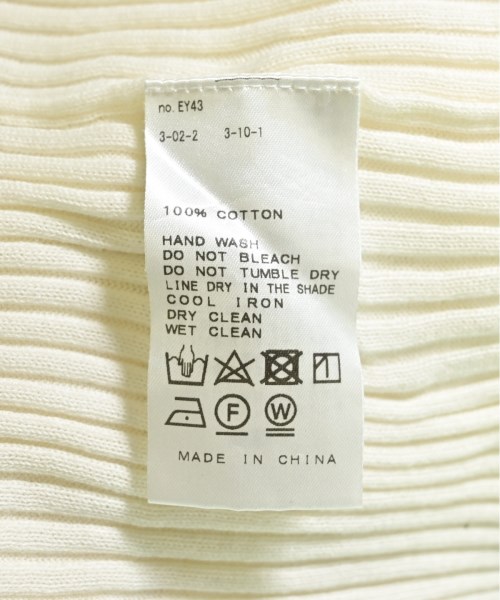 no. EY43
3-02-2 3-10-1
100% COTTON
HAND WASH
DO NOT BLEACH
DO NOT TUMBLE DRY
LINE DRY IN THE SHADE
COOL IRON
DRY CLEAN
WET CLEAN
F W
MADE IN CHINA